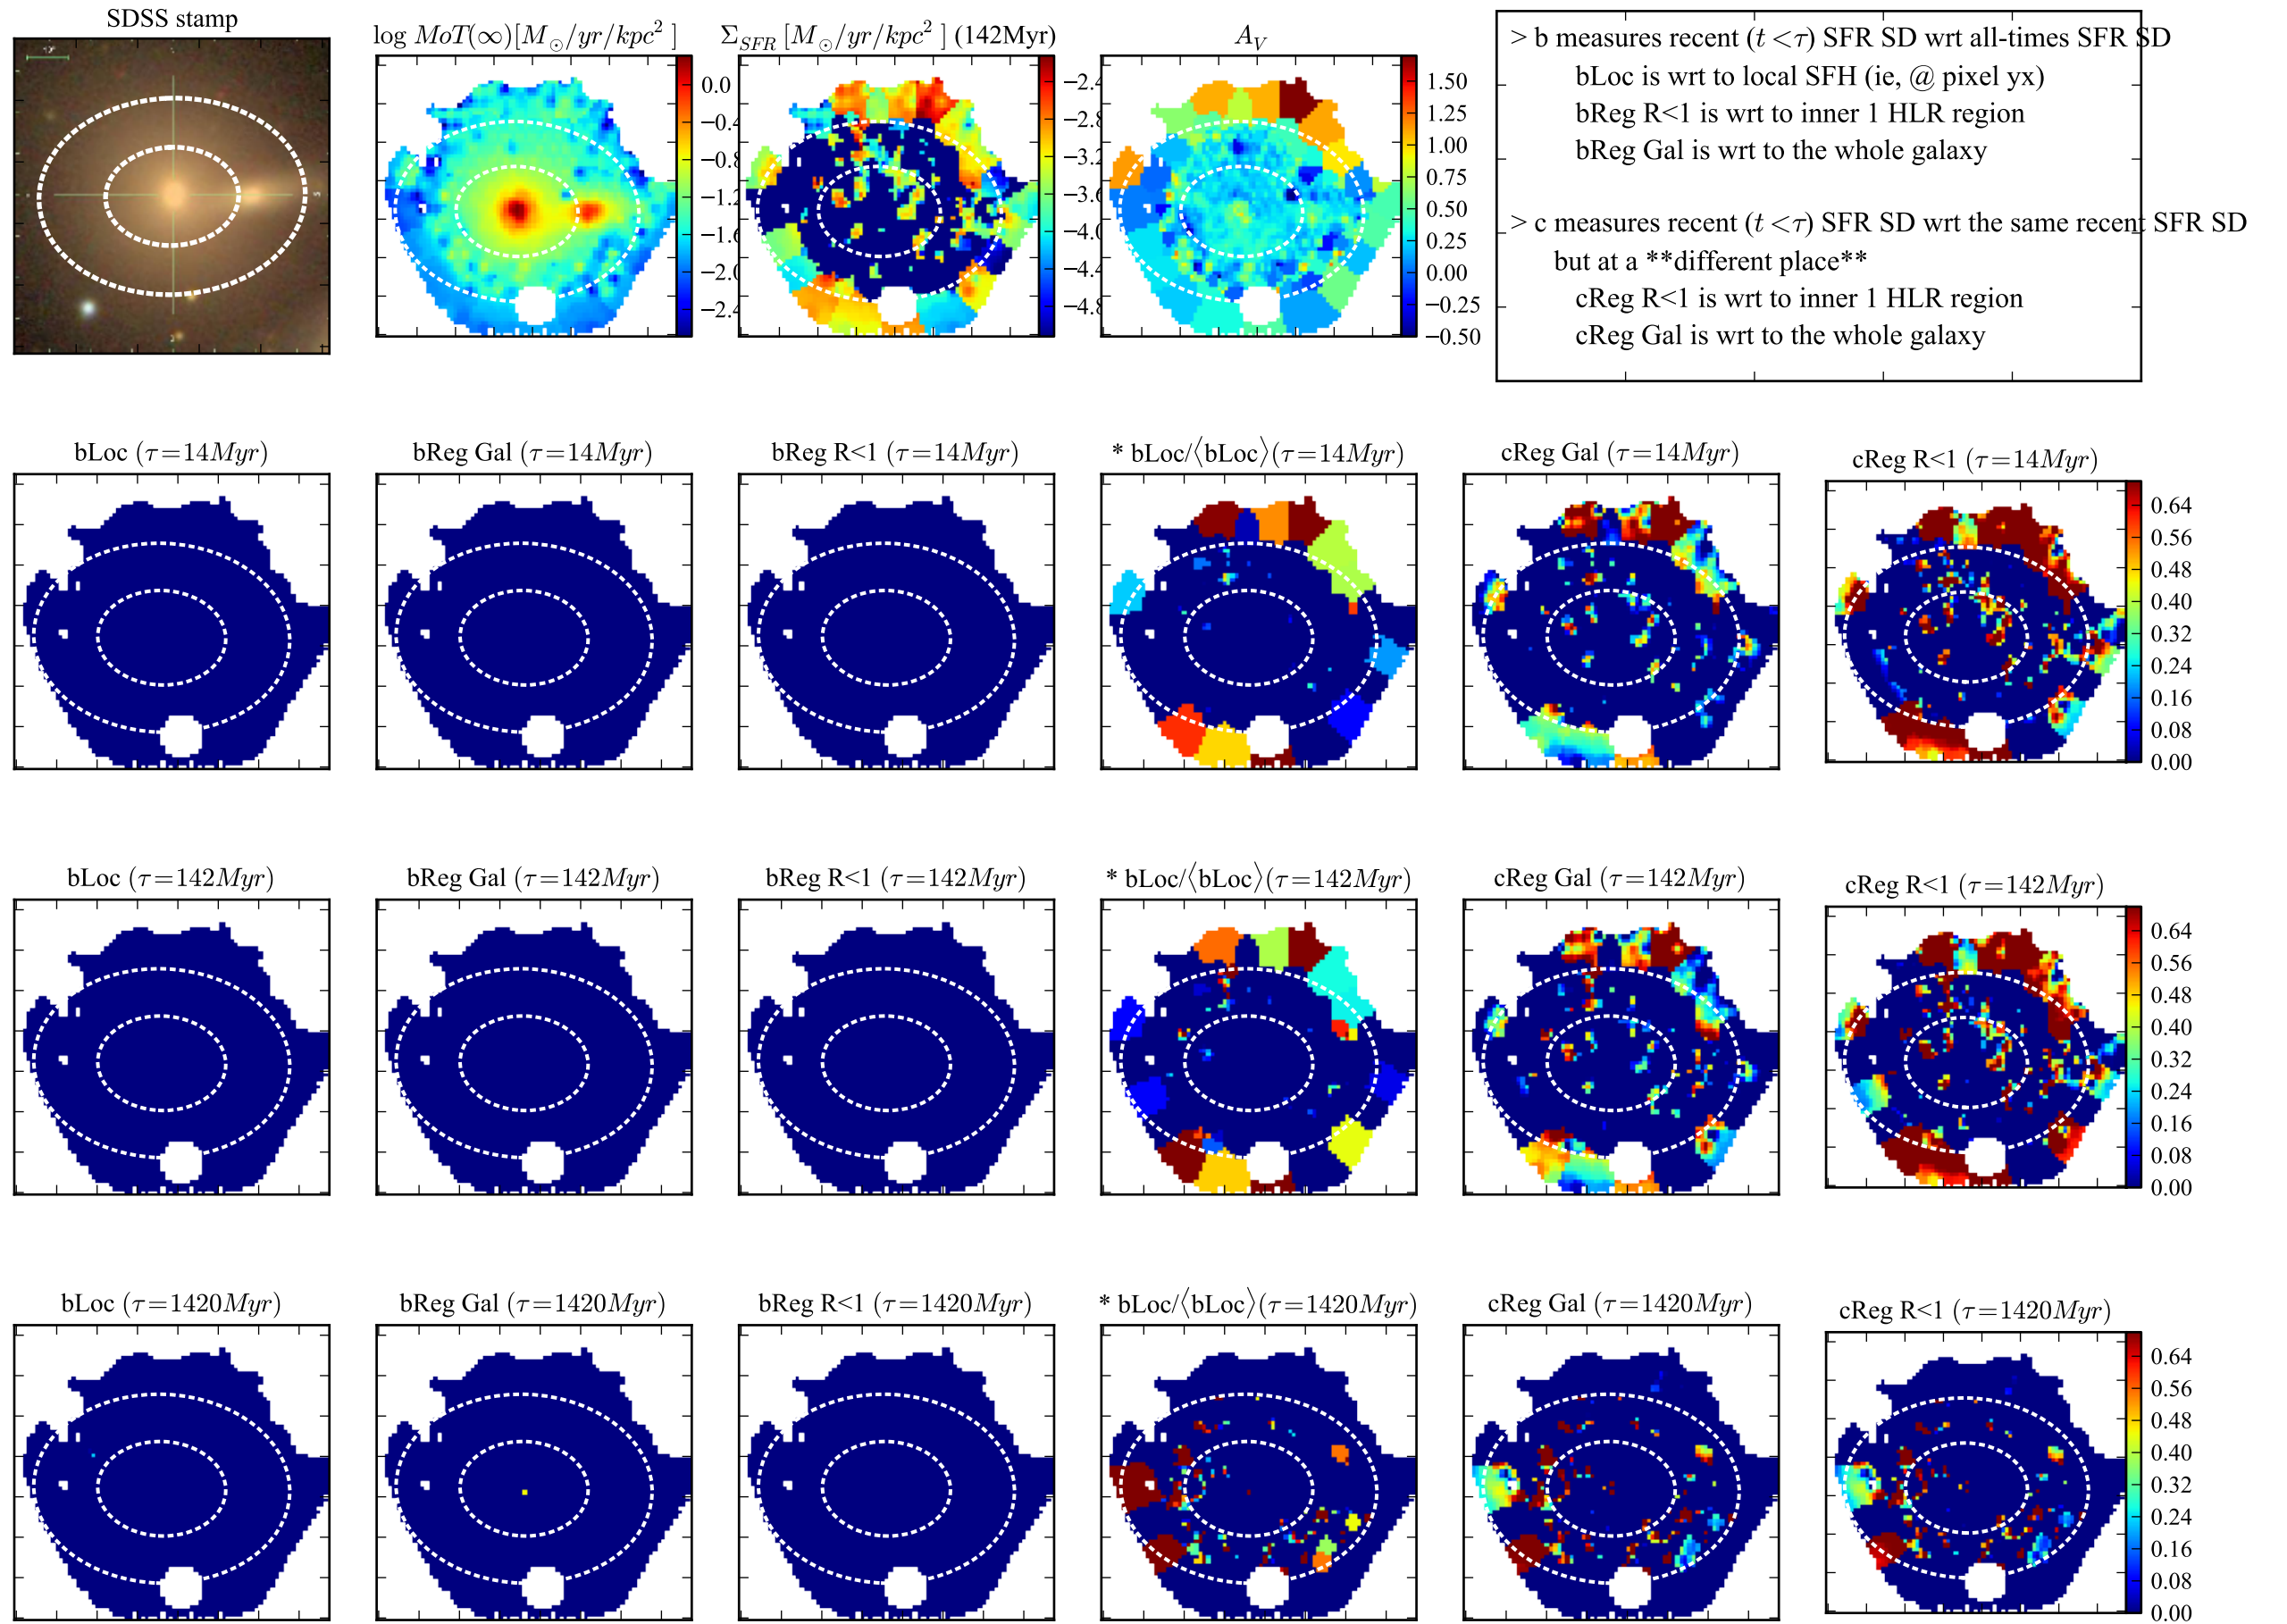 SDSS stamp
log MoT(∞)[M⊙/yr/kpc² ]
Σ_SFR [M⊙/yr/kpc² ] (142Myr)
A_V
0.0
−0.4
−0.8
−1.2
−1.6
−2.0
−2.4
−2.4
−2.8
−3.2
−3.6
−4.0
−4.4
−4.8
1.50
1.25
1.00
0.75
0.50
0.25
0.00
−0.25
−0.50
> b measures recent (t < τ) SFR SD wrt all-times SFR SD
bLoc is wrt to local SFH (ie, @ pixel yx)
bReg R<1 is wrt to inner 1 HLR region
bReg Gal is wrt to the whole galaxy
> c measures recent (t < τ) SFR SD wrt the same recent SFR SD
but at a **different place**
cReg R<1 is wrt to inner 1 HLR region
cReg Gal is wrt to the whole galaxy
bLoc (τ=14Myr)
bReg Gal (τ=14Myr)
bReg R<1 (τ=14Myr)
* bLoc/⟨bLoc⟩(τ=14Myr)
cReg Gal (τ=14Myr)
cReg R<1 (τ=14Myr)
0.64
0.56
0.48
0.40
0.32
0.24
0.16
0.08
0.00
bLoc (τ=142Myr)
bReg Gal (τ=142Myr)
bReg R<1 (τ=142Myr)
* bLoc/⟨bLoc⟩(τ=142Myr)
cReg Gal (τ=142Myr)
cReg R<1 (τ=142Myr)
0.64
0.56
0.48
0.40
0.32
0.24
0.16
0.08
0.00
bLoc (τ=1420Myr)
bReg Gal (τ=1420Myr)
bReg R<1 (τ=1420Myr)
* bLoc/⟨bLoc⟩(τ=1420Myr)
cReg Gal (τ=1420Myr)
cReg R<1 (τ=1420Myr)
0.64
0.56
0.48
0.40
0.32
0.24
0.16
0.08
0.00